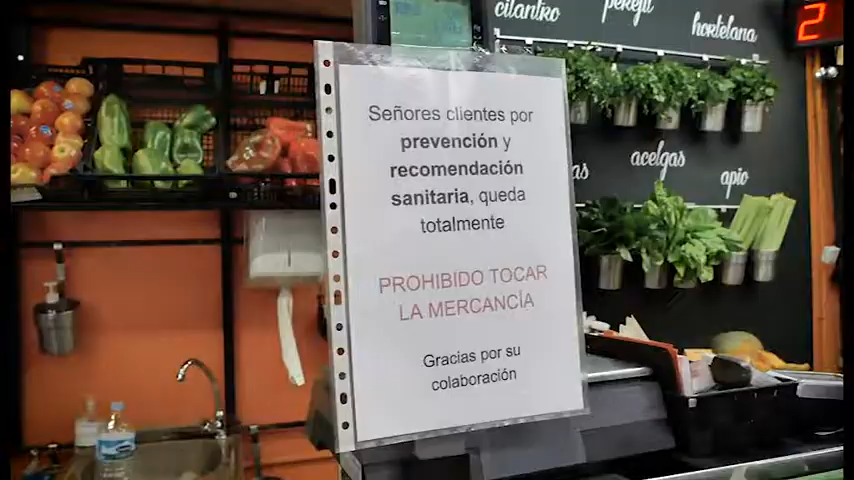 cilantro
perejil
hortelana
2
acelgas
apio
Señores clientes por
prevención y
recomendación
sanitaria, queda
totalmente
PROHIBIDO TOCAR
LA MERCANCÍA
Gracias por su
colaboración